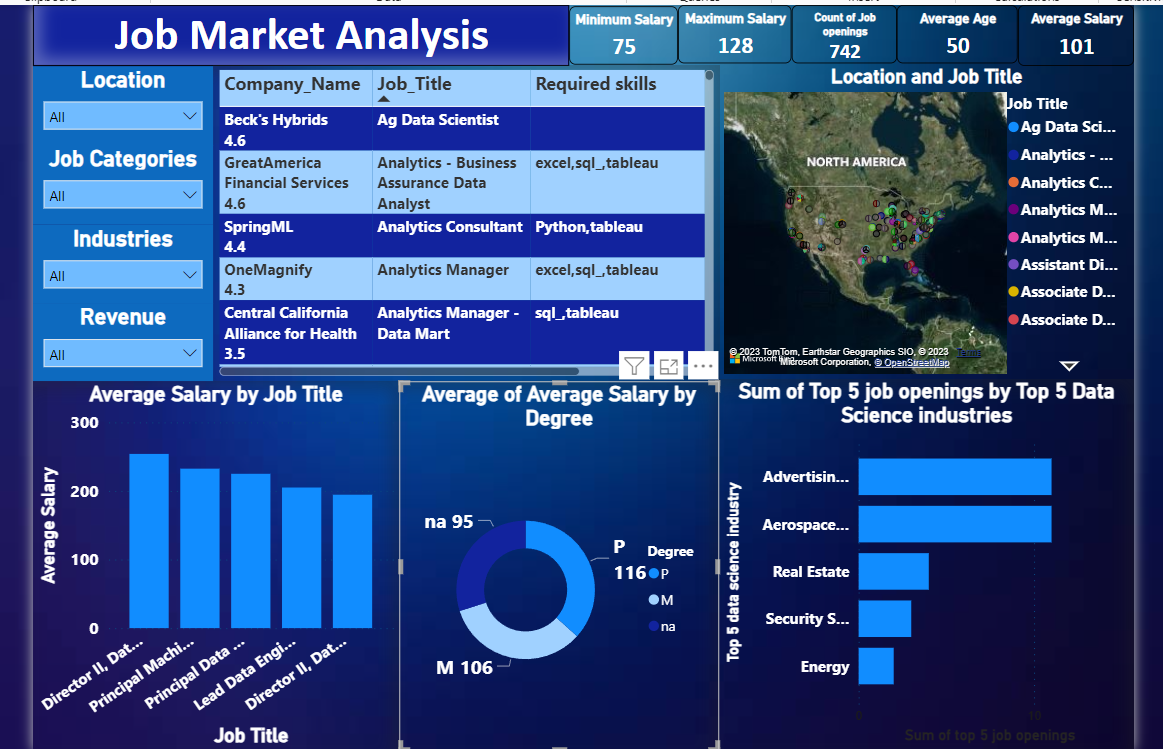 Job Market Analysis
Minimum Salary
75
Maximum Salary
128
Count of Job
openings
742
Average Age
50
Average Salary
101
Location
All
Job Categories
All
Industries
All
Revenue
All
Company_Name Job_Title Required skills
Beck's Hybrids
4.6
Ag Data Scientist
GreatAmerica
Financial Services
4.6
Analytics - Business
Assurance Data
Analyst
excel,sql_,tableau
SpringML
4.4
Analytics Consultant
Python,tableau
OneMagnify
4.3
Analytics Manager
excel,sql_,tableau
Central California
Alliance for Health
3.5
Analytics Manager -
Data Mart
sql_,tableau
Location and Job Title
NORTH AMERICA
© 2023 TomTom, Earthstar Geographics SIO, © 2023
Microsoft Corporation, © OpenStreetMap
Terms
Job Title
Ag Data Sci...
Analytics - ...
Analytics C...
Analytics M...
Analytics M...
Assistant Di...
Associate D...
Associate D...
Average Salary by Job Title
Average Salary
300
200
100
0
Director II, Dat...
Principal Machi...
Principal Data ...
Lead Data Engi...
Director II, Dat...
Job Title
Average of Average Salary by
Degree
na 95
P
116
M 106
Degree
P
M
na
Sum of Top 5 job openings by Top 5 Data
Science industries
Top 5 data science industry
Advertisin...
Aerospace...
Real Estate
Security S...
Energy
0
10
Sum of top 5 job openings